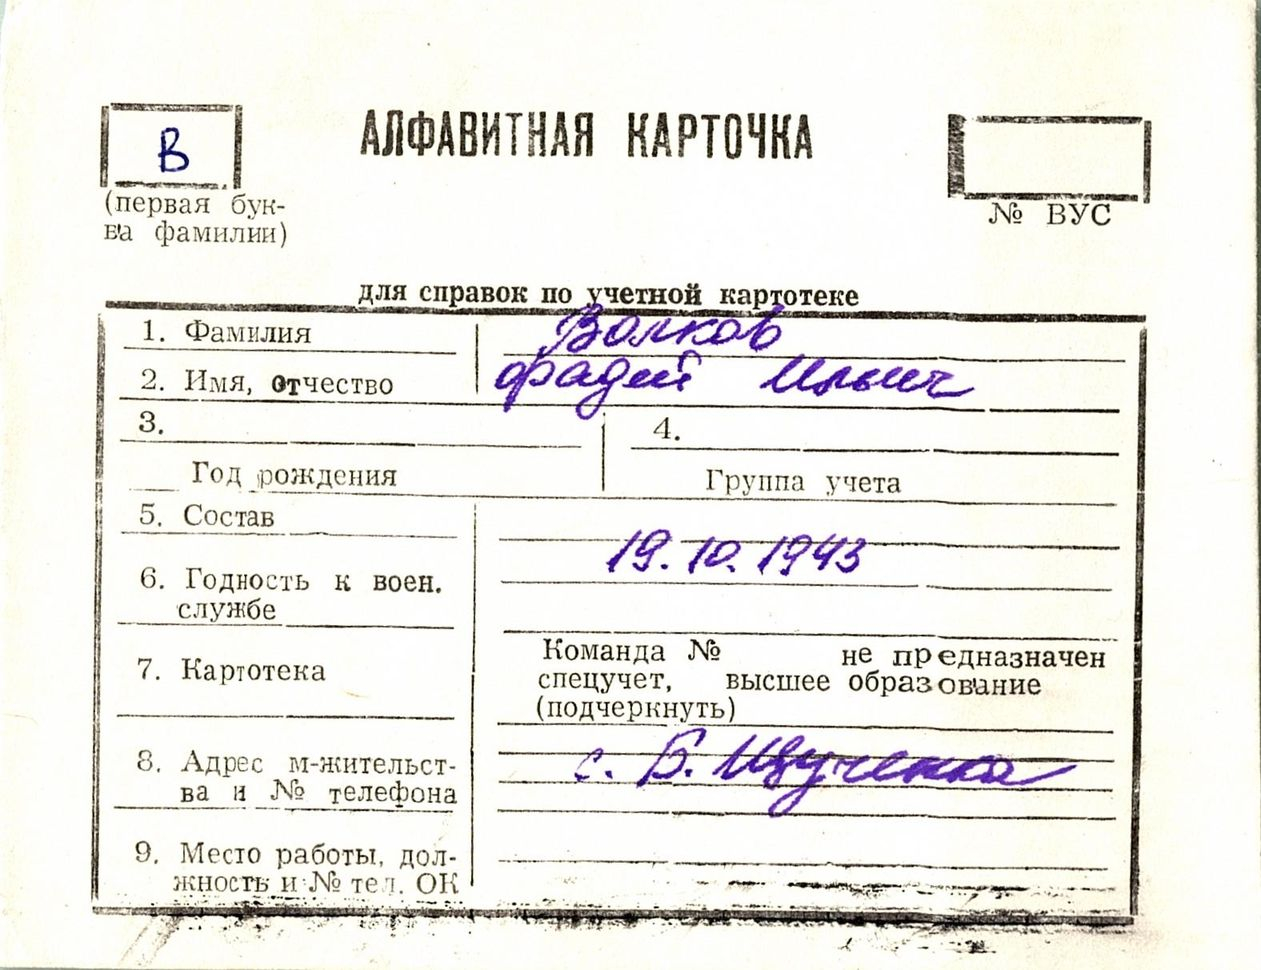 В
АЛФАВИТНАЯ КАРТОЧКА
(первая бук-
ва фамилии)
№ ВУС
для справок по учетной картотеке
1. Фамилия Волков
2. Имя, отчество Фадей Ильич
3. 4.
Год рождения Группа учета
5. Состав
19.10.1943
6. Годность к воен.
службе
7. Картотека
Команда № не предназначен
спецучет, высшее образование
(подчеркнуть)
8. Адрес м-жительст-
ва и № телефона
с. Б. Щученка
9. Место работы, дол-
жность и № тел. ОК